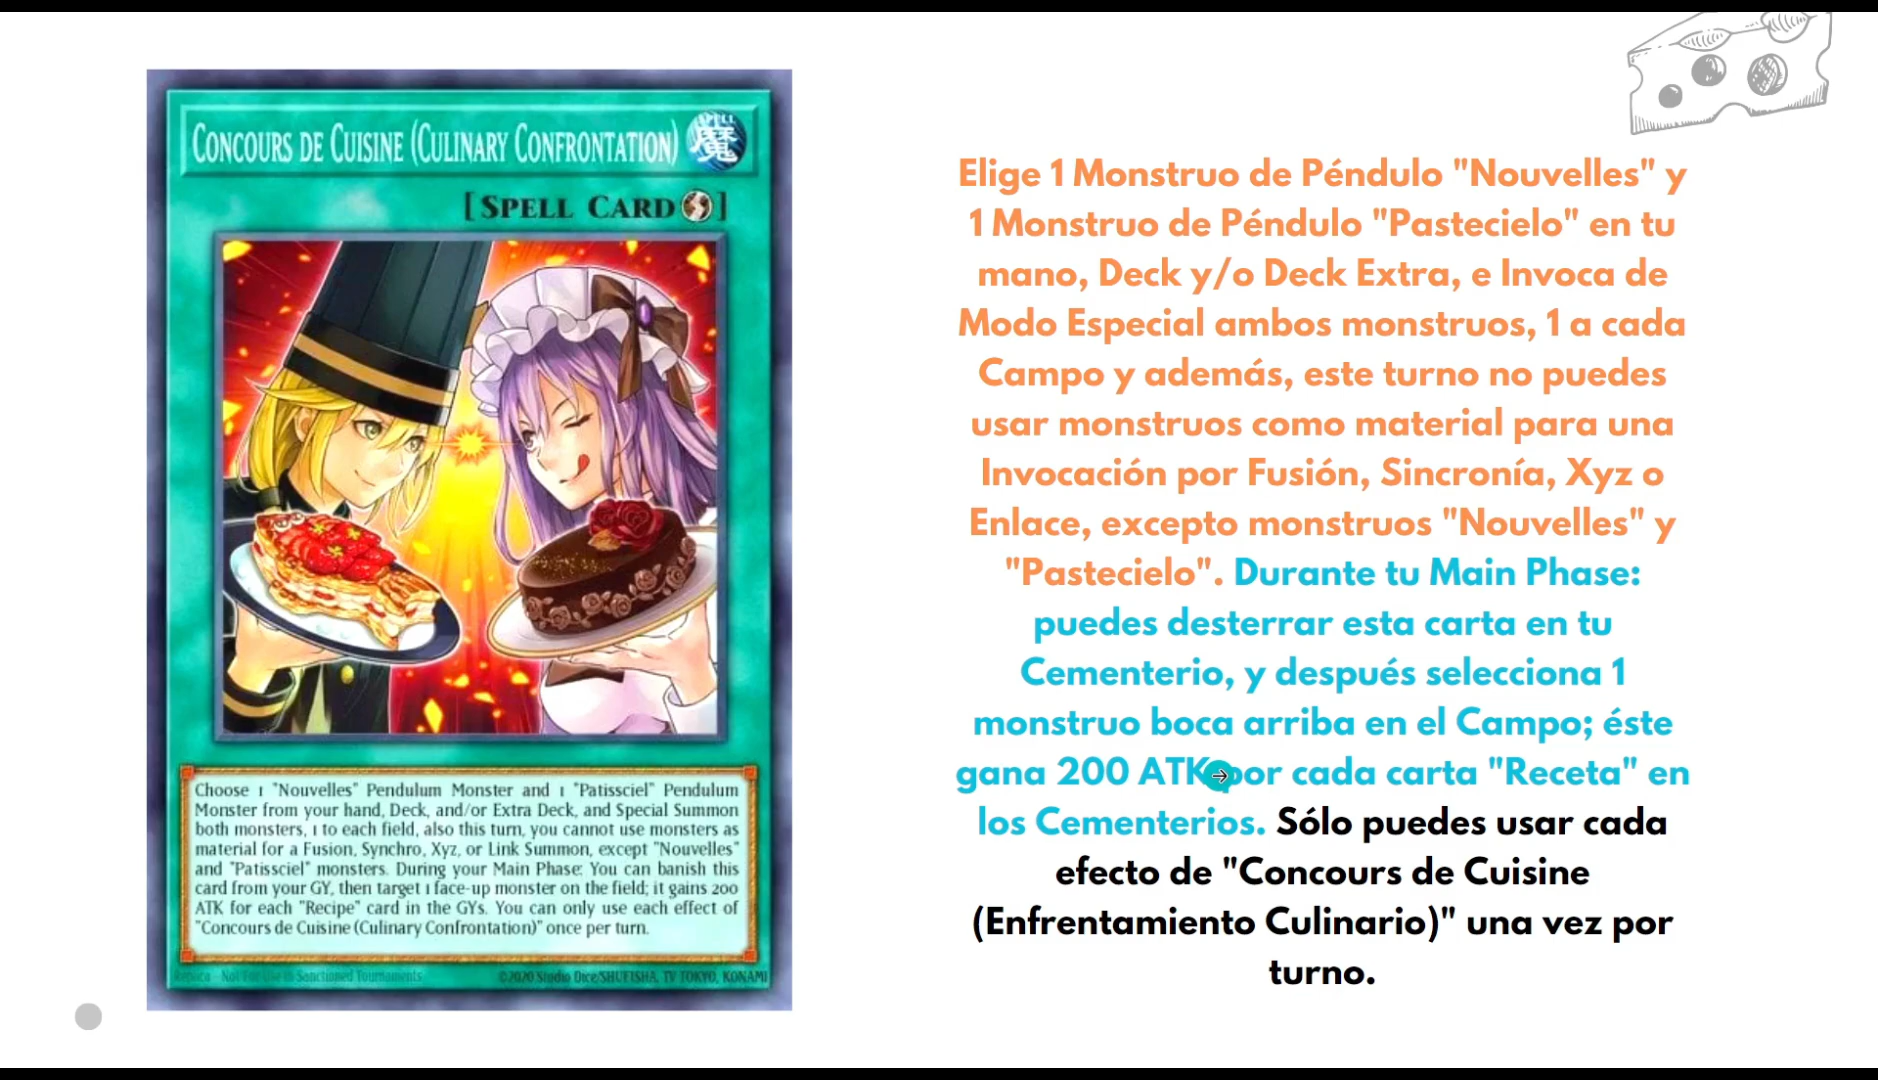 CONCOURS DE CUISINE (CULINARY CONFRONTATION)
SPELL
魔
[SPELL CARD]
Choose 1 "Nouvelles" Pendulum Monster and 1 "Patissciel" Pendulum
Monster from your hand, Deck, and/or Extra Deck, and Special Summon
both monsters, 1 to each field, also this turn, you cannot use monsters as
material for a Fusion, Synchro, Xyz, or Link Summon, except "Nouvelles"
and "Patissciel" monsters. During your Main Phase: You can banish this
card from your GY, then target 1 face-up monster on the field; it gains 200
ATK for each "Recipe" card in the GYs. You can only use each effect of
"Concours de Cuisine (Culinary Confrontation)" once per turn.
Replica - Not For Use in Sanctioned Tournaments
©2020 Studio Dice/SHUEISHA, TV TOKYO, KONAMI
Elige 1 Monstruo de Péndulo "Nouvelles" y
1 Monstruo de Péndulo "Pastecielo" en tu
mano, Deck y/o Deck Extra, e Invoca de
Modo Especial ambos monstruos, 1 a cada
Campo y además, este turno no puedes
usar monstruos como material para una
Invocación por Fusión, Sincronía, Xyz o
Enlace, excepto monstruos "Nouvelles" y
"Pastecielo". Durante tu Main Phase:
puedes desterrar esta carta en tu
Cementerio, y después selecciona 1
monstruo boca arriba en el Campo; éste
gana 200 ATK por cada carta "Receta" en
los Cementerios. Sólo puedes usar cada
efecto de "Concours de Cuisine
(Enfrentamiento Culinario)" una vez por
turno.